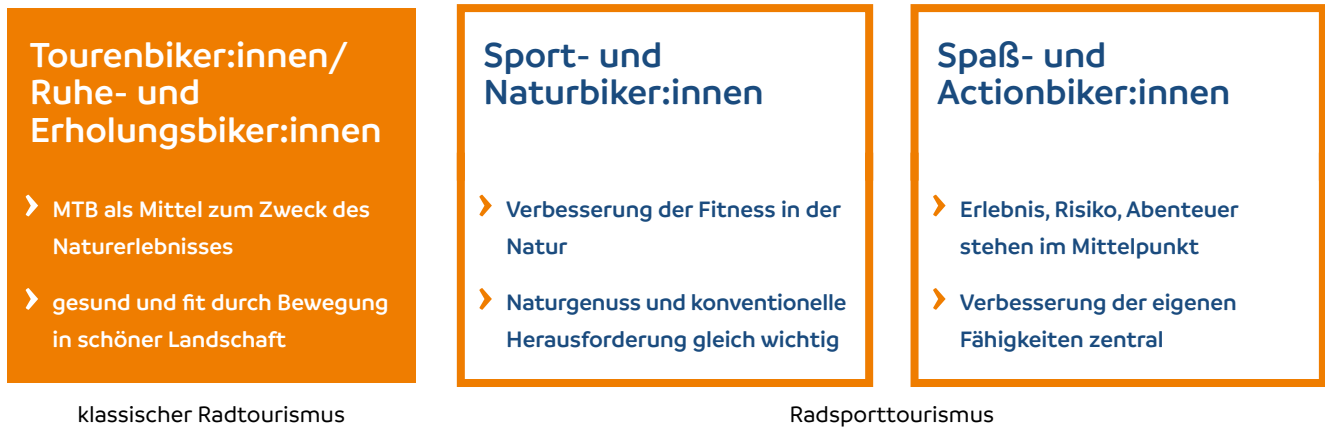 Tourenbiker:innen/
Ruhe- und
Erholungsbiker:innen
MTB als Mittel zum Zweck des
Naturerlebnisses
gesund und fit durch Bewegung
in schöner Landschaft
klassischer Radtourismus
Sport- und
Naturbiker:innen
Verbesserung der Fitness in der
Natur
Naturgenuss und konventionelle
Herausforderung gleich wichtig
Spaß- und
Actionbiker:innen
Erlebnis, Risiko, Abenteuer
stehen im Mittelpunkt
Verbesserung der eigenen
Fähigkeiten zentral
Radsporttourismus